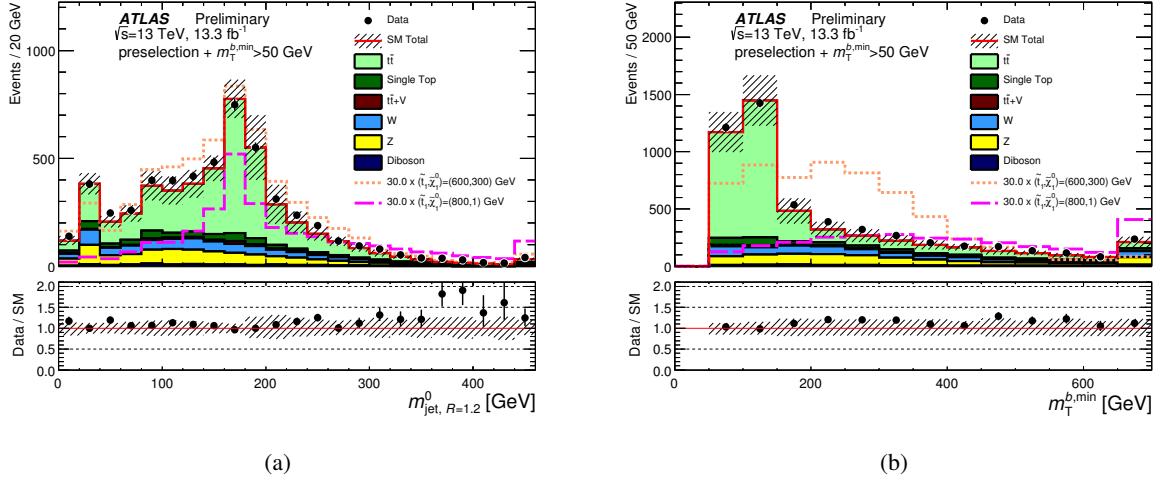 ATLAS Preliminary
√s=13 TeV, 13.3 fb⁻¹
preselection + m_T^{b,min}>50 GeV
Data
SM Total
tt̄
Single Top
tt̄+V
W
Z
Diboson
30.0 x (t̃₁,χ̃₁⁰)=(600,300) GeV
30.0 x (t̃₁,χ̃₁⁰)=(800,1) GeV
Events / 20 GeV
1000
500
0
Data / SM
2.0
1.5
1.0
0.5
0.0
0 200 400
m⁰_{jet, R=1.2} [GeV]
(a)
ATLAS Preliminary
√s=13 TeV, 13.3 fb⁻¹
preselection + m_T^{b,min}>50 GeV
Data
SM Total
tt̄
Single Top
tt̄+V
W
Z
Diboson
30.0 x (t̃₁,χ̃₁⁰)=(600,300) GeV
30.0 x (t̃₁,χ̃₁⁰)=(800,1) GeV
Events / 50 GeV
2000
1500
1000
500
0
Data / SM
2.0
1.5
1.0
0.5
0.0
0 200 400 600
m_T^{b,min} [GeV]
(b)